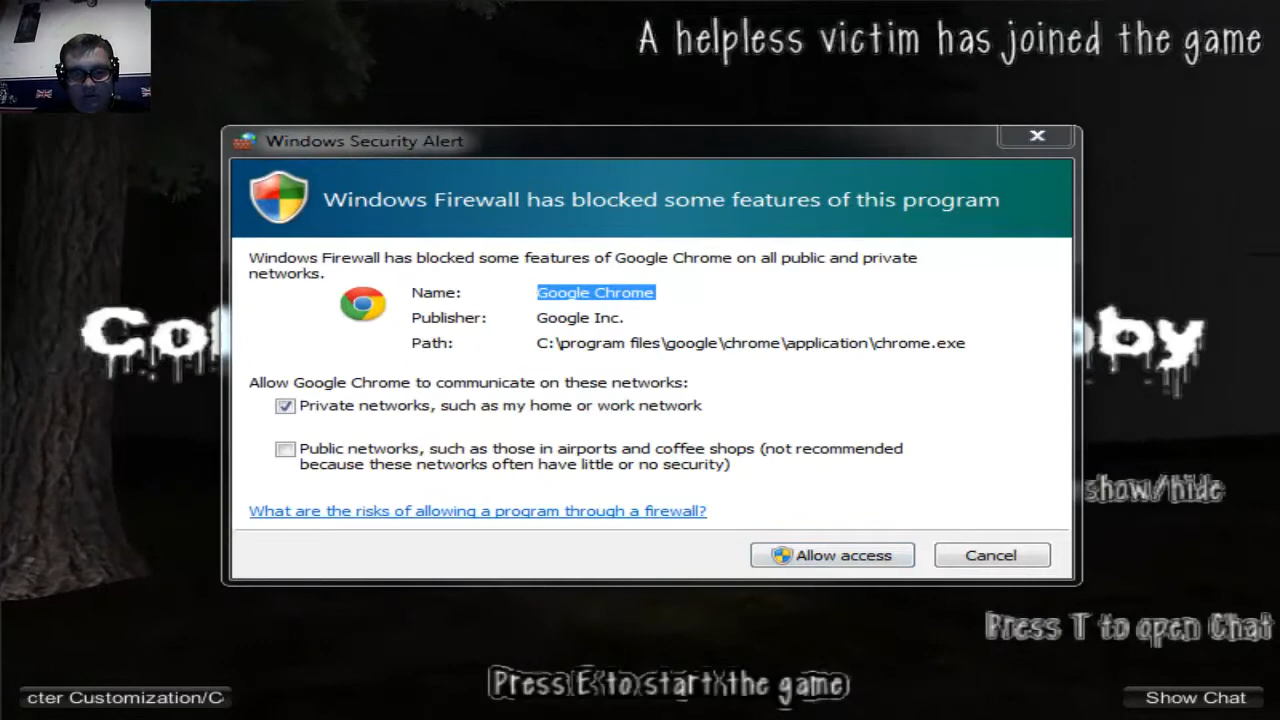 A helpless victim has joined the game
Windows Security Alert
Windows Firewall has blocked some features of this program
Windows Firewall has blocked some features of Google Chrome on all public and private
networks.
Name: Google Chrome
Publisher: Google Inc.
Path: C:\program files\google\chrome\application\chrome.exe
Col
by
Allow Google Chrome to communicate on these networks:
Private networks, such as my home or work network
Public networks, such as those in airports and coffee shops (not recommended
because these networks often have little or no security)
show/hide
What are the risks of allowing a program through a firewall?
Allow access
Cancel
Press T to open Chat
Press E to start the game
cter Customization/C
Show Chat